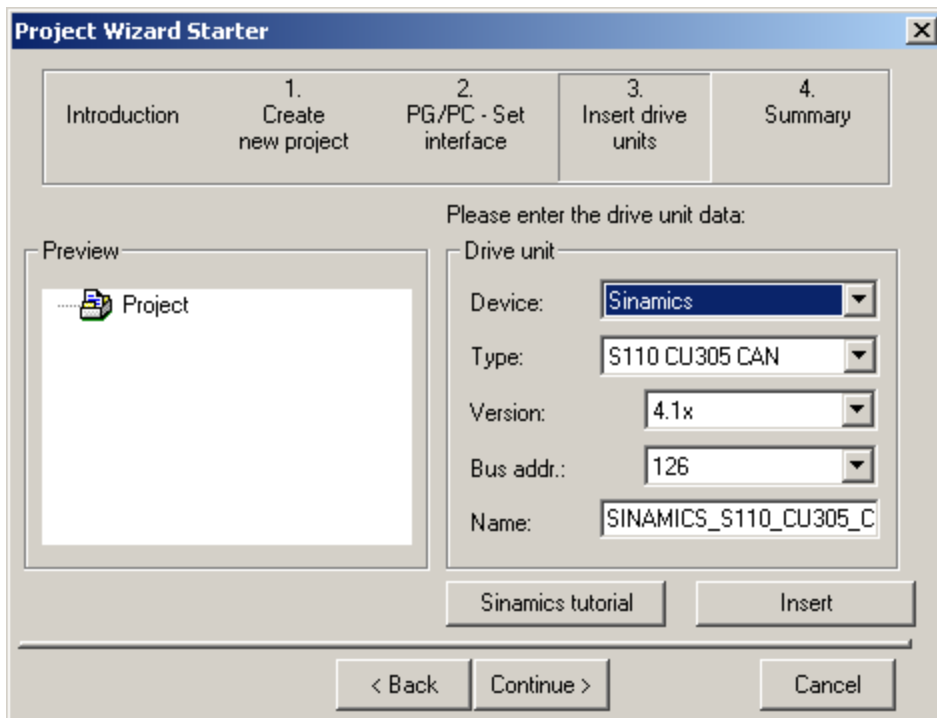 Project Wizard Starter
Introduction
1.
Create
new project
2.
PG/PC - Set
interface
3.
Insert drive
units
4.
Summary
Please enter the drive unit data:
Preview
Project
Drive unit
Device: Sinamics
Type: S110 CU305 CAN
Version: 4.1x
Bus addr.: 126
Name: SINAMICS_S110_CU305_C
Sinamics tutorial
Insert
< Back
Continue >
Cancel